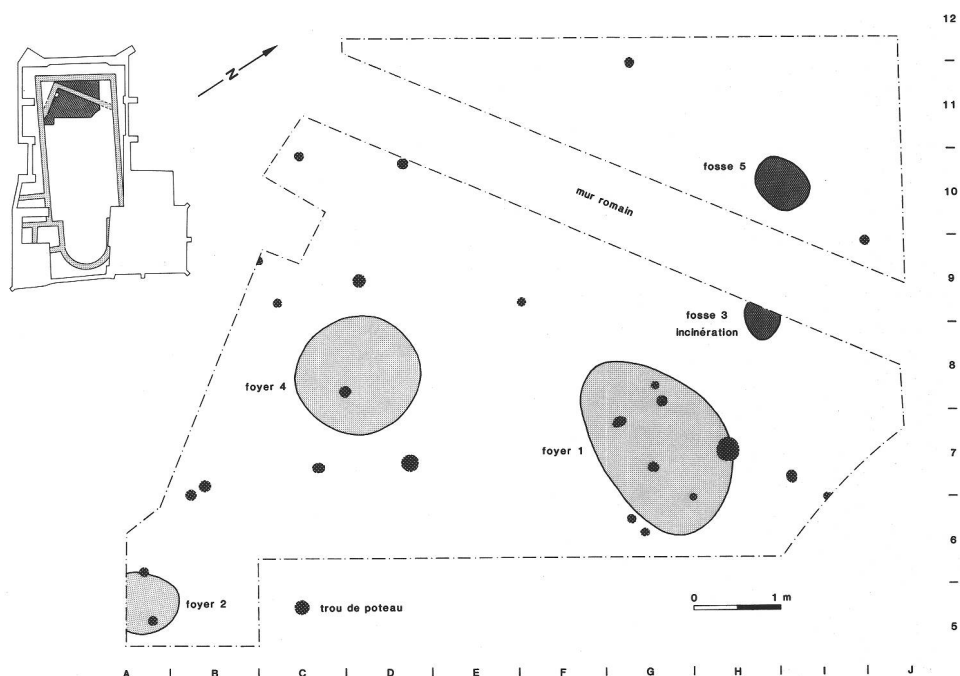 12
11
10
9
8
7
6
5
N
fosse 5
mur romain
fosse 3
incinération
foyer 4
foyer 1
foyer 2
trou de poteau
0 1 m
A B C D E F G H I J